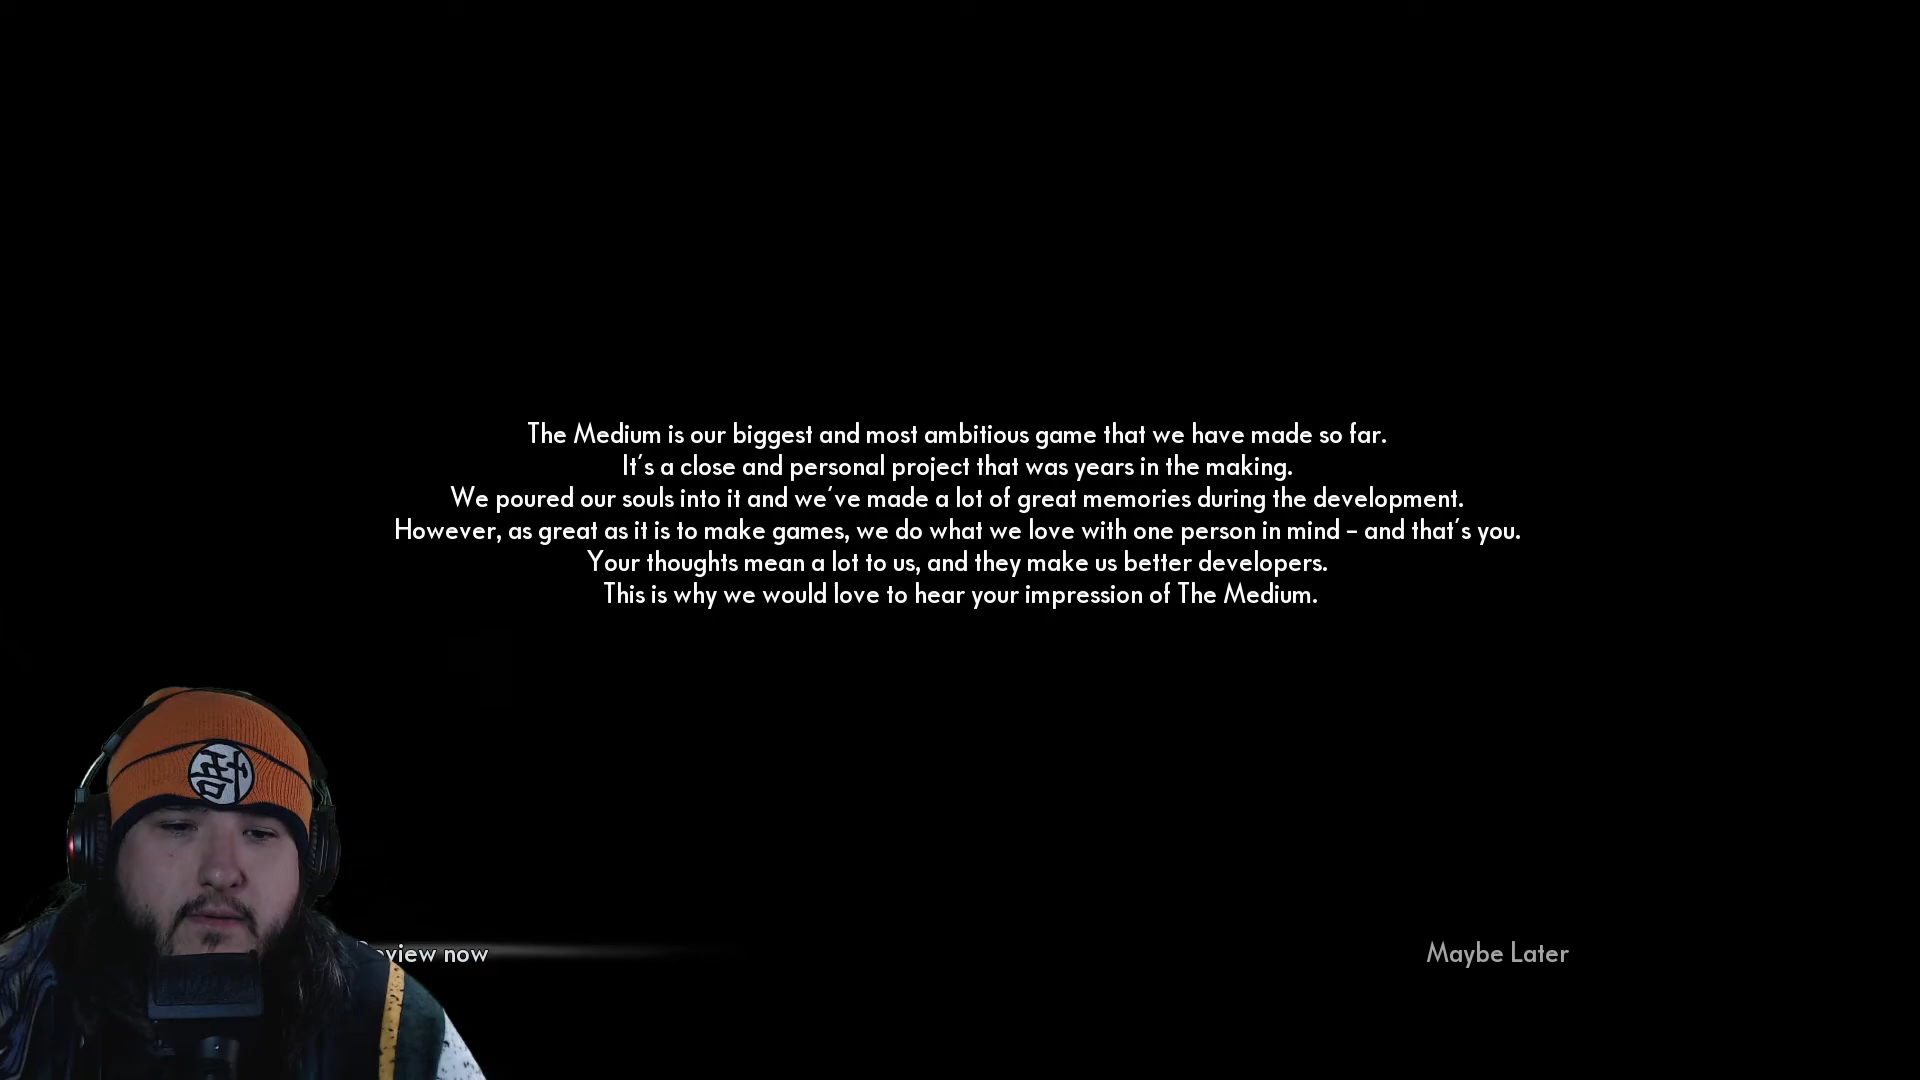 The Medium is our biggest and most ambitious game that we have made so far.
It's a close and personal project that was years in the making.
We poured our souls into it and we've made a lot of great memories during the development.
However, as great as it is to make games, we do what we love with one person in mind – and that's you.
Your thoughts mean a lot to us, and they make us better developers.
This is why we would love to hear your impression of The Medium.
悟
now
Maybe Later